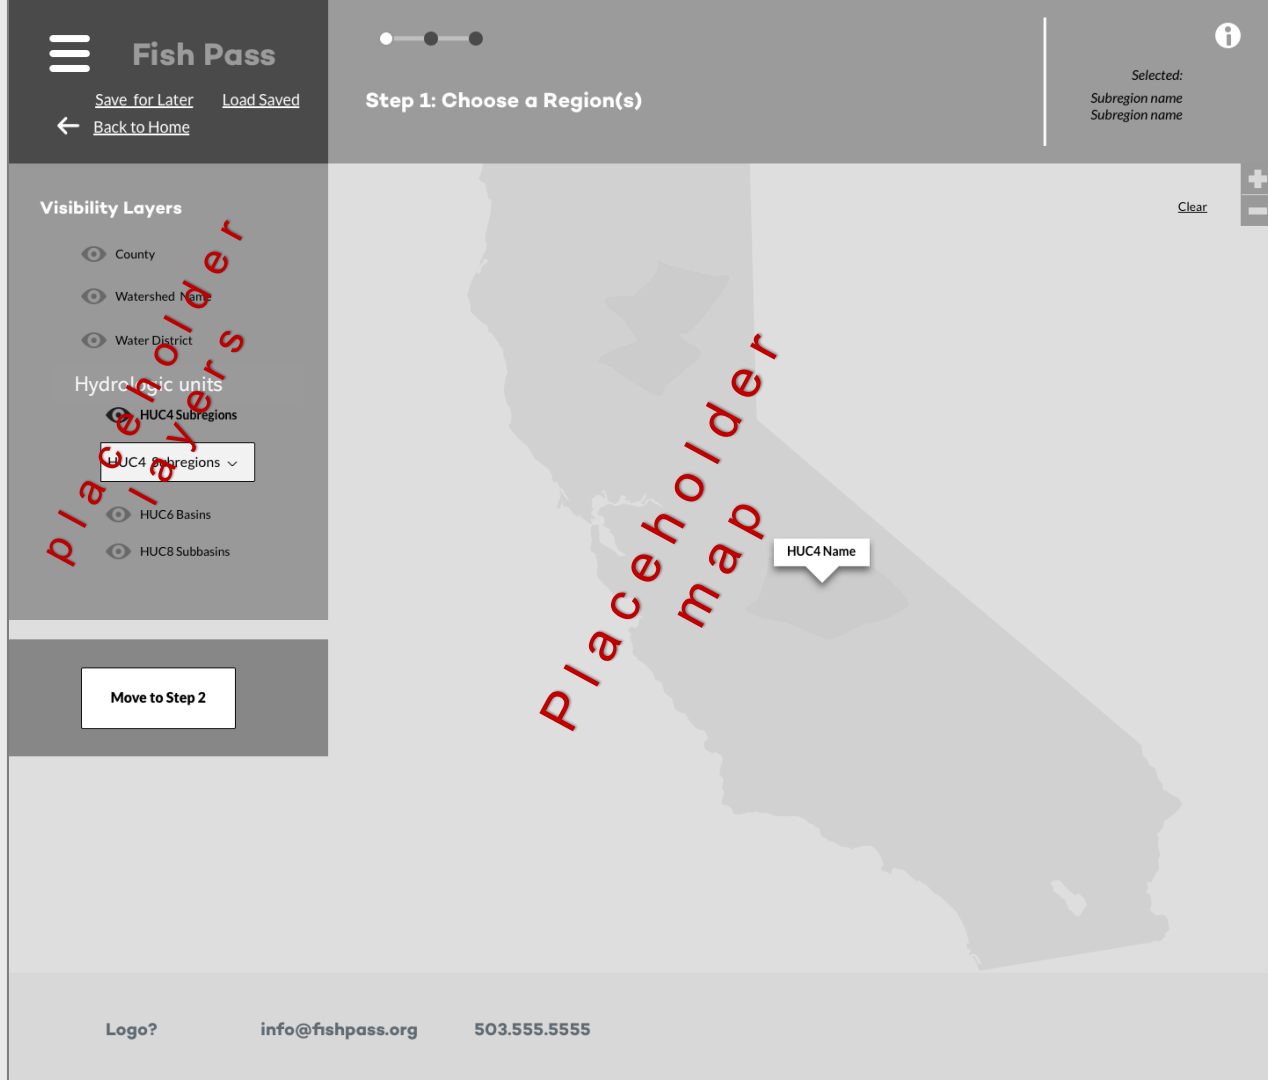 Fish Pass
Save for Later
Load Saved
Back to Home
Step 1: Choose a Region(s)
Selected:
Subregion name
Subregion name
Visibility Layers
County
Watershed Name
Water District
Hydrologic units
HUC4 Subregions
HUC4 Subregions
HUC6 Basins
HUC8 Subbasins
placeholder
layers
Move to Step 2
Clear
Placeholder
map
HUC4 Name
Logo?
info@fishpass.org
503.555.5555